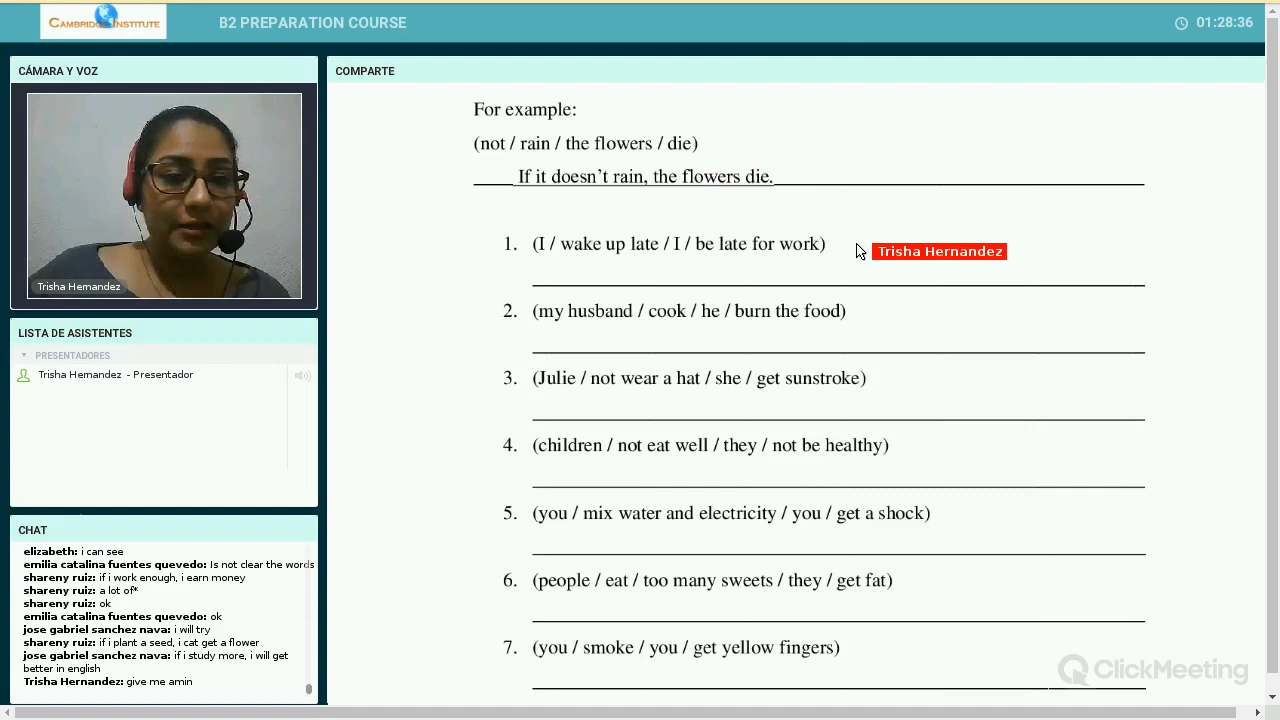 CAMBRIDGE INSTITUTE
B2 PREPARATION COURSE
01:28:36
CÁMARA Y VOZ
Trisha Hernandez
LISTA DE ASISTENTES
PRESENTADORES
Trisha Hernandez - Presentador
CHAT
elizabeth: i can see
emilia catalina fuentes quevedo: Is not clear the words
shareny ruiz: if i work enough, i earn money
shareny ruiz: a lot of*
shareny ruiz: ok
emilia catalina fuentes quevedo: ok
jose gabriel sanchez nava: i will try
shareny ruiz: if i plant a seed, i cat get a flower
jose gabriel sanchez nava: if i study more, i will get
better in english
Trisha Hernandez: give me amin
COMPARTE
For example:
(not / rain / the flowers / die)
If it doesn't rain, the flowers die.
1. (I / wake up late / I / be late for work)
Trisha Hernandez
2. (my husband / cook / he / burn the food)
3. (Julie / not wear a hat / she / get sunstroke)
4. (children / not eat well / they / not be healthy)
5. (you / mix water and electricity / you / get a shock)
6. (people / eat / too many sweets / they / get fat)
7. (you / smoke / you / get yellow fingers)
ClickMeeting